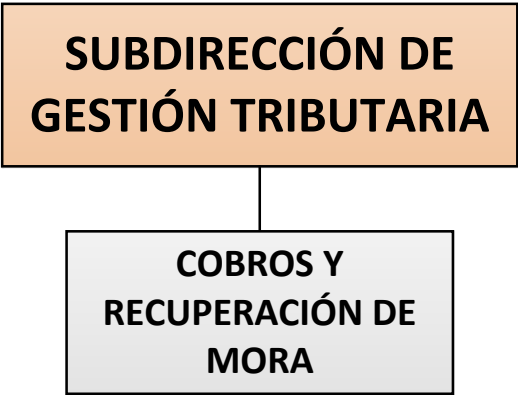 SUBDIRECCIÓN DE
GESTIÓN TRIBUTARIA
COBROS Y
RECUPERACIÓN DE
MORA